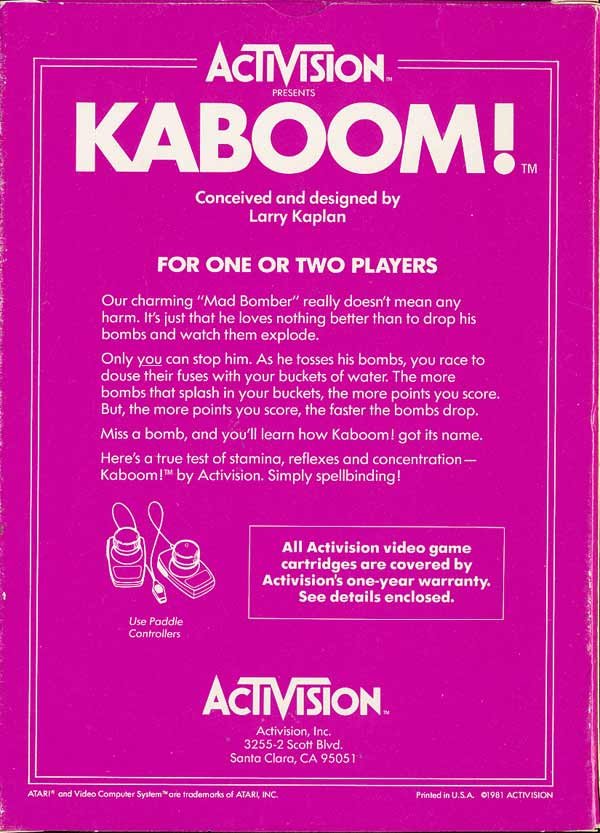 ACTIVISION™
PRESENTS
KABOOM!™
Conceived and designed by
Larry Kaplan
FOR ONE OR TWO PLAYERS
Our charming "Mad Bomber" really doesn't mean any
harm. It's just that he loves nothing better than to drop his
bombs and watch them explode.
Only you can stop him. As he tosses his bombs, you race to
douse their fuses with your buckets of water. The more
bombs that splash in your buckets, the more points you score.
But, the more points you score, the faster the bombs drop.
Miss a bomb, and you'll learn how Kaboom! got its name.
Here's a true test of stamina, reflexes and concentration—
Kaboom!™ by Activision. Simply spellbinding!
Use Paddle
Controllers
All Activision video game
cartridges are covered by
Activision's one-year warranty.
See details enclosed.
ACTIVISION™
Activision, Inc.
3255-2 Scott Blvd.
Santa Clara, CA 95051
ATARI® and Video Computer System™ are trademarks of ATARI, INC.
Printed in U.S.A. ©1981 ACTIVISION